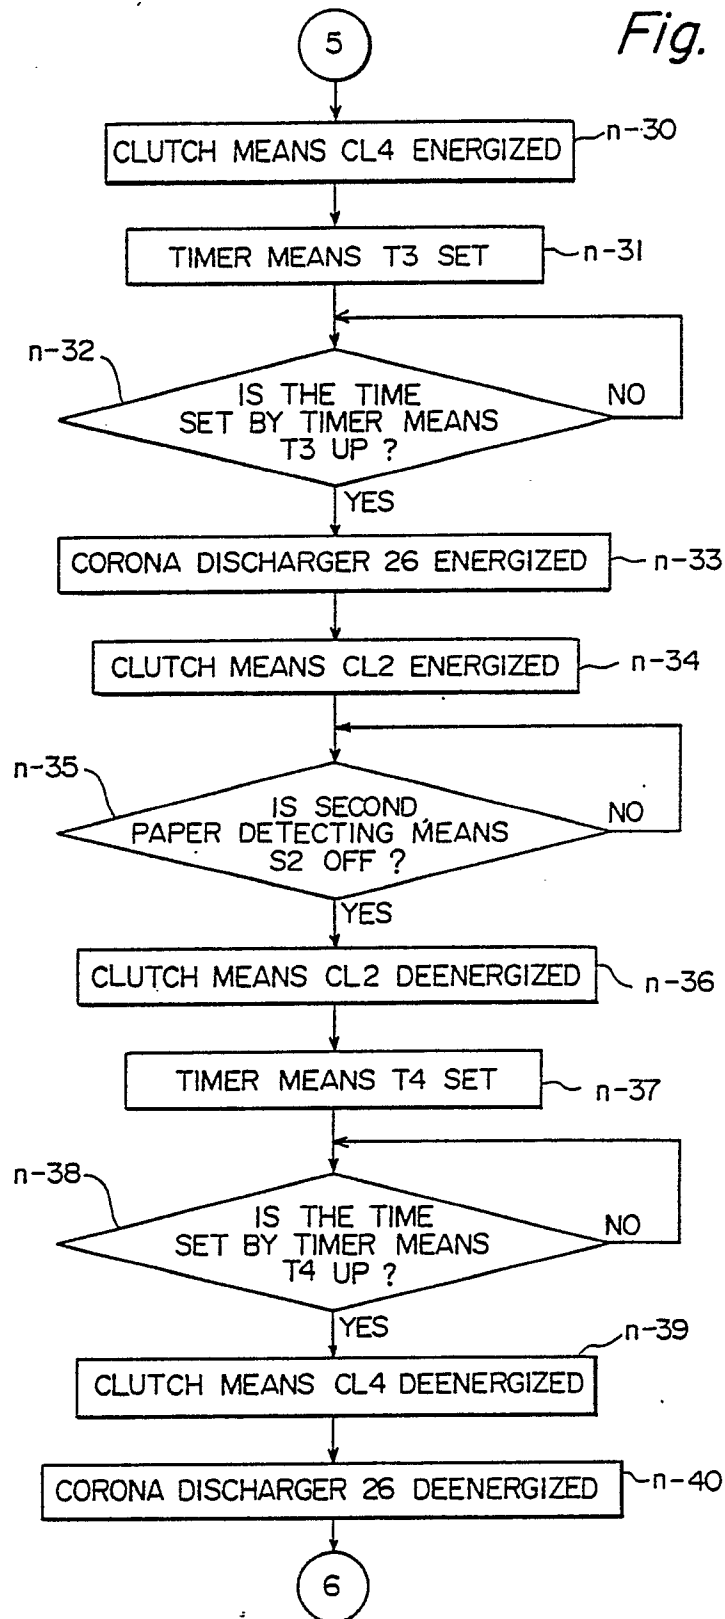 5
Fig.
CLUTCH MEANS CL4 ENERGIZED
n-30
TIMER MEANS T3 SET
n-31
n-32
IS THE TIME
SET BY TIMER MEANS
T3 UP ?
NO
YES
CORONA DISCHARGER 26 ENERGIZED
n-33
CLUTCH MEANS CL2 ENERGIZED
n-34
n-35
IS SECOND
PAPER DETECTING MEANS
S2 OFF ?
NO
YES
CLUTCH MEANS CL2 DEENERGIZED
n-36
TIMER MEANS T4 SET
n-37
n-38
IS THE TIME
SET BY TIMER MEANS
T4 UP ?
NO
YES
n-39
CLUTCH MEANS CL4 DEENERGIZED
CORONA DISCHARGER 26 DEENERGIZED
n-40
6